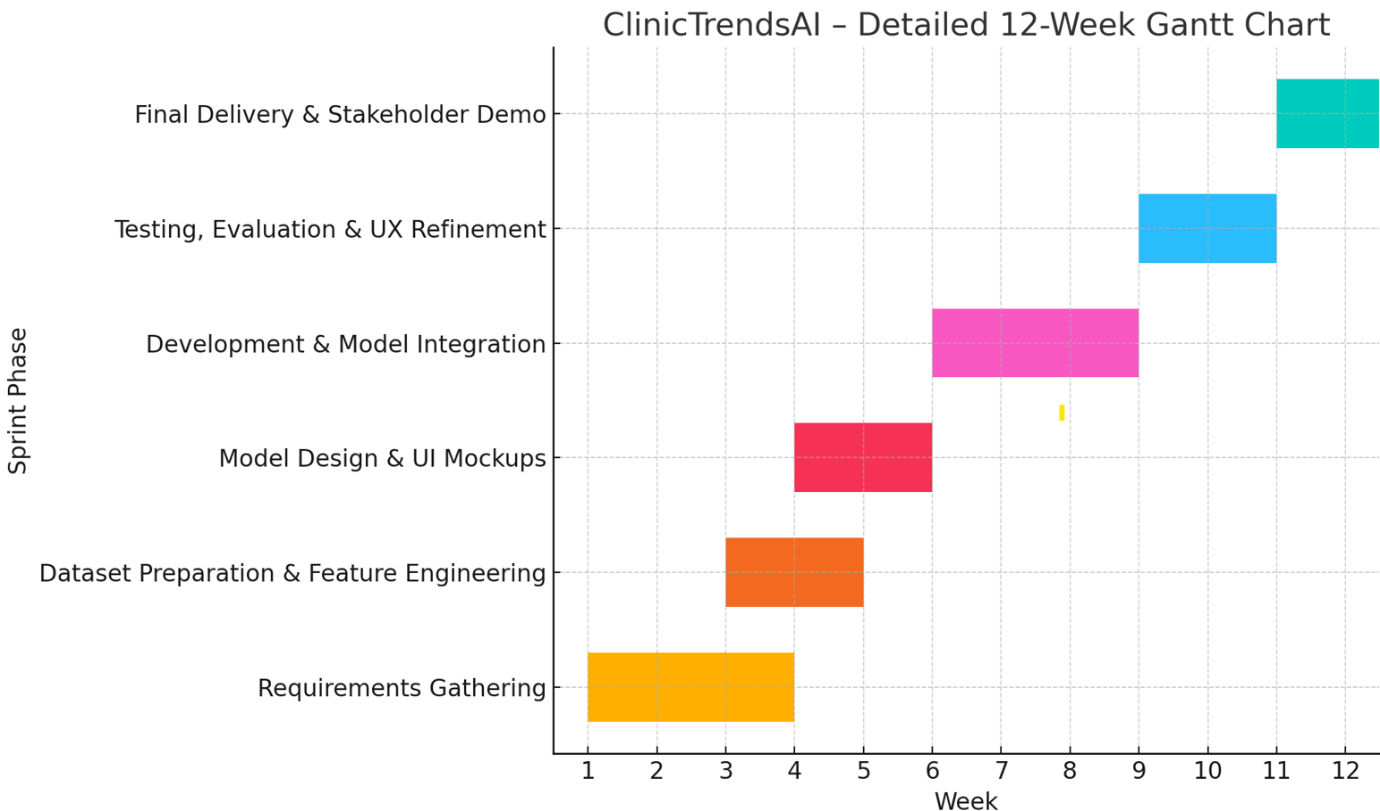 ClinicTrendsAI – Detailed 12-Week Gantt Chart
Final Delivery & Stakeholder Demo
Testing, Evaluation & UX Refinement
Development & Model Integration
Model Design & UI Mockups
Dataset Preparation & Feature Engineering
Requirements Gathering
Sprint Phase
1 2 3 4 5 6 7 8 9 10 11 12
Week